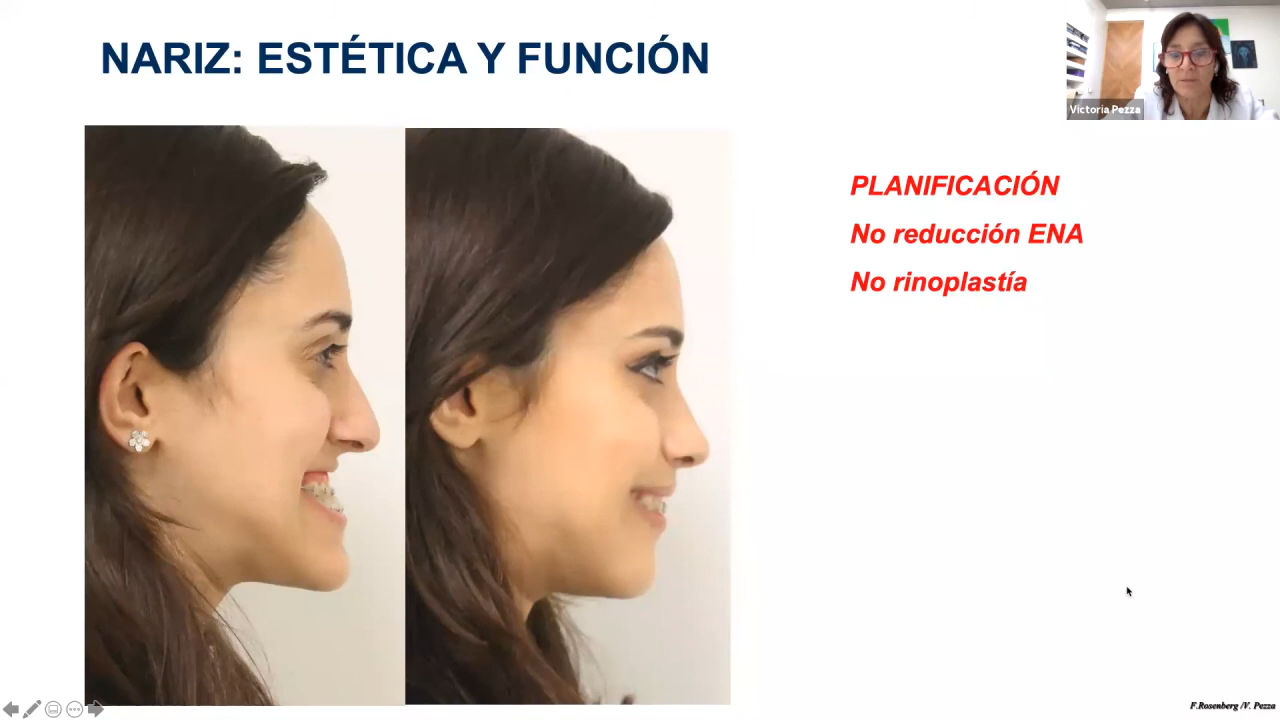 NARIZ: ESTÉTICA Y FUNCIÓN
Victoria Pezza
PLANIFICACIÓN
No reducción ENA
No rinoplastía
F.Rosenberg /V. Pezza